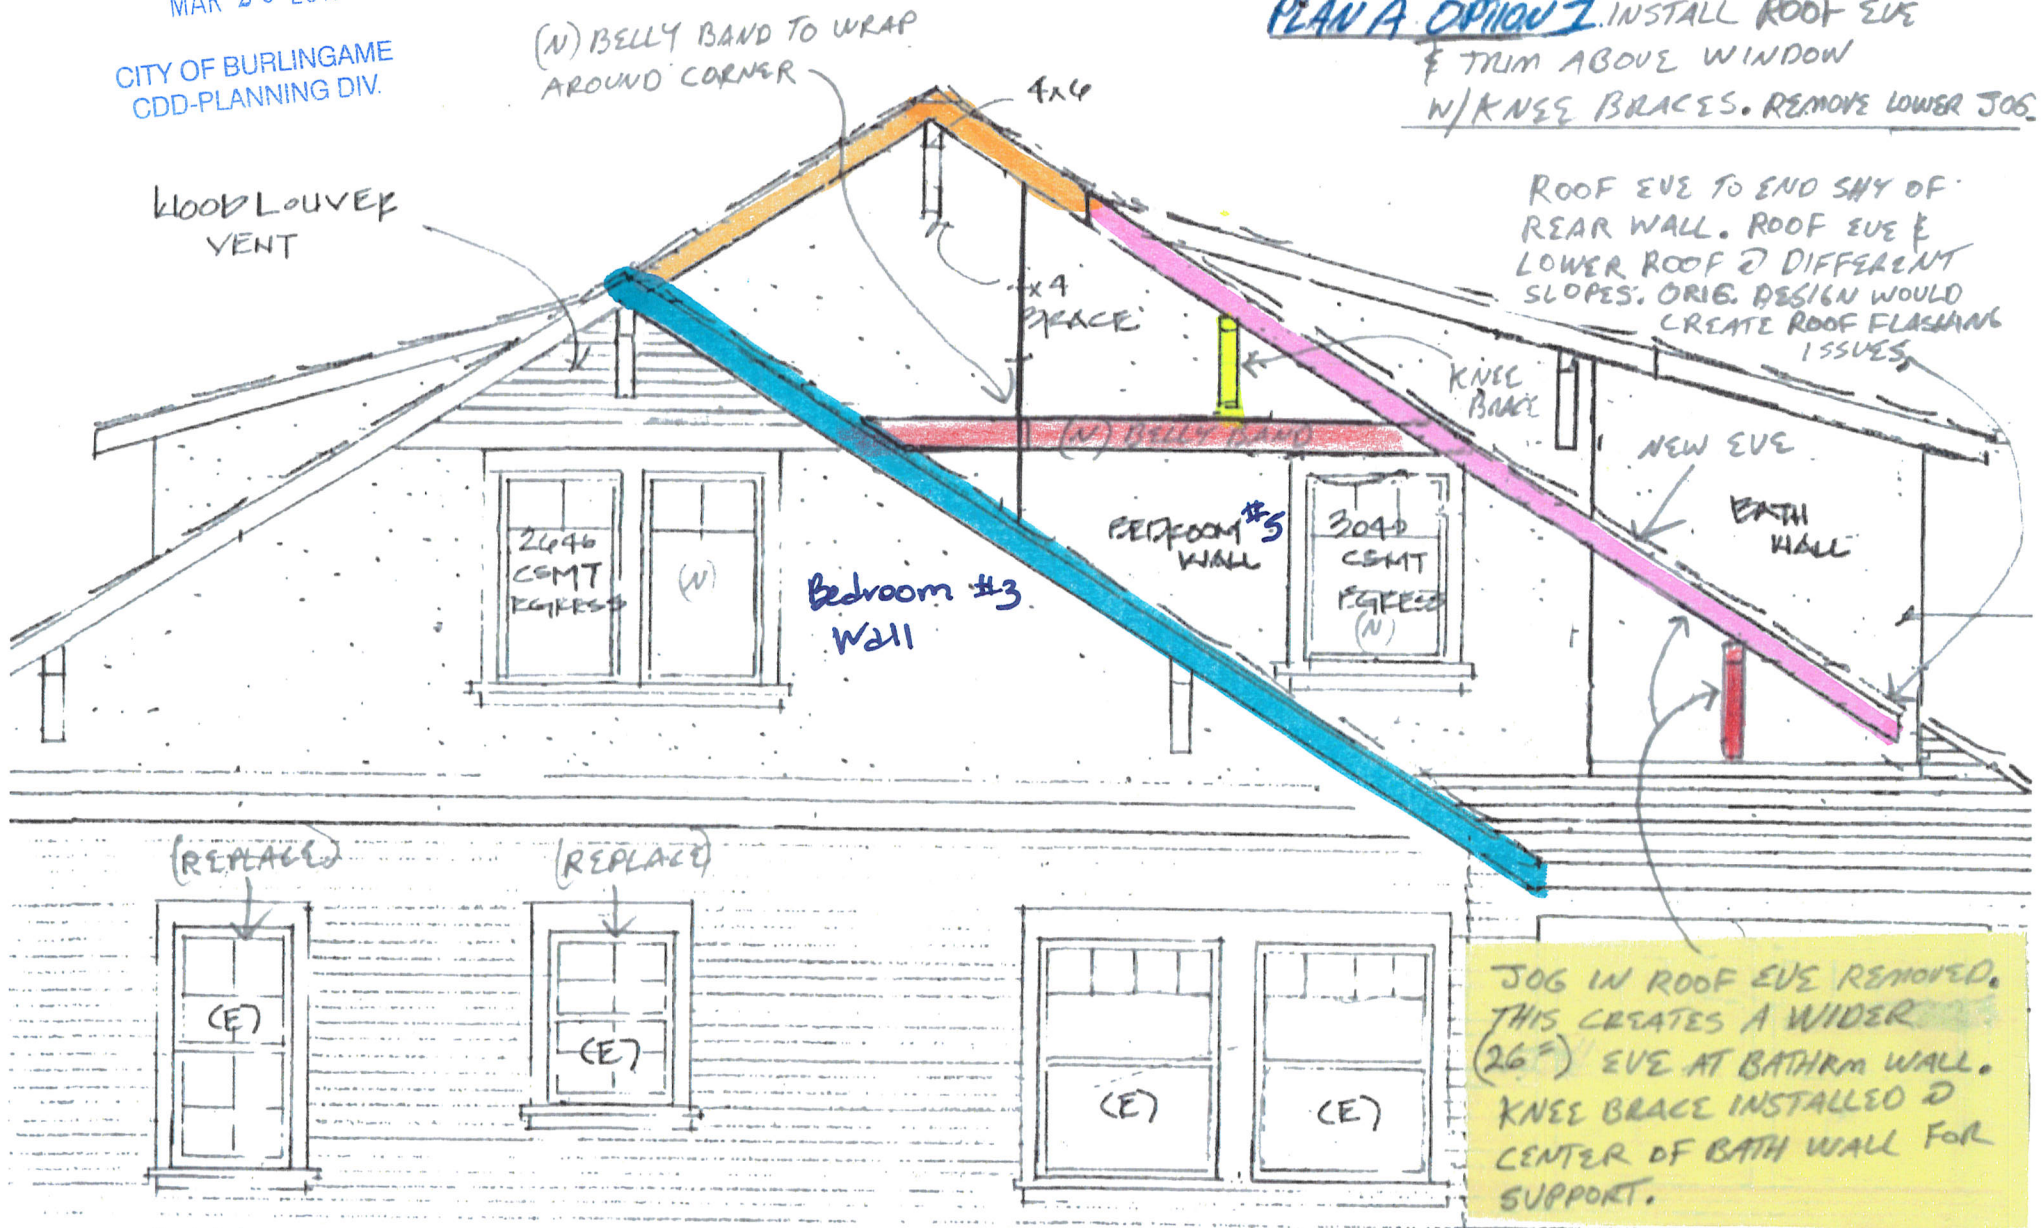 MAR 2
CITY OF BURLINGAME
CDD-PLANNING DIV.
(N) BELLY BAND TO WRAP
AROUND CORNER
PLAN A OPTION 1. INSTALL ROOF EVE
& TRIM ABOVE WINDOW
W/KNEE BRACES. REMOVE LOWER JOG
4x6
WOOD LOUVER
VENT
ROOF EVE TO END SHY OF
REAR WALL. ROOF EVE &
LOWER ROOF @ DIFFERENT
SLOPES. ORIG. DESIGN WOULD
CREATE ROOF FLASHING
ISSUES
x4
BRACE
KNEE
BRACE
(N) BELLY BAND
NEW EVE
BATH
WALL
BEDROOM #5
WALL
2646
CSMT
EGRESS
(N)
3040
CSMT
EGRESS
(N)
Bedroom #3
Wall
(REPLACE)
(REPLACE)
(E)
(E)
(E)
(E)
JOG IN ROOF EVE REMOVED.
THIS CREATES A WIDER
(26") EVE AT BATHRM WALL.
KNEE BRACE INSTALLED @
CENTER OF BATH WALL FOR
SUPPORT.